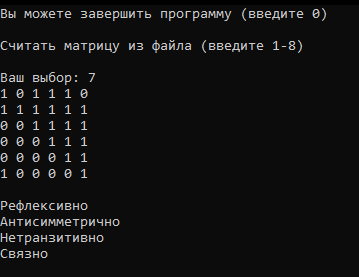 Вы можете завершить программу (введите 0)
Считать матрицу из файла (введите 1-8)
Ваш выбор: 7
1 0 1 1 1 0
1 1 1 1 1 1
0 0 1 1 1 1
0 0 0 1 1 1
0 0 0 0 1 1
1 0 0 0 0 1
Рефлексивно
Антисимметрично
Нетранзитивно
Связно